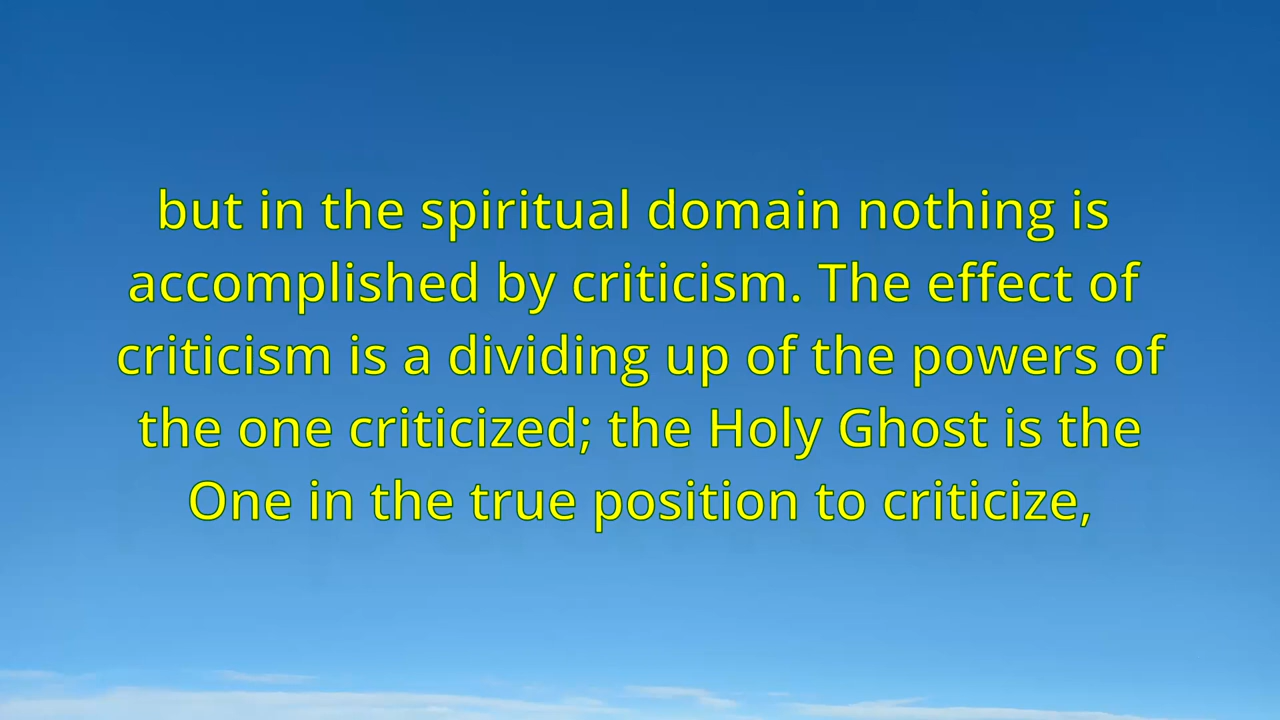 but in the spiritual domain nothing is
accomplished by criticism. The effect of
criticism is a dividing up of the powers of
the one criticized; the Holy Ghost is the
One in the true position to criticize,